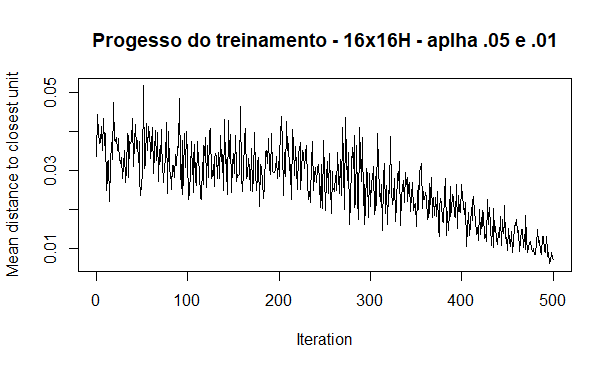 Progesso do treinamento - 16x16H - aplha .05 e .01
Mean distance to closest unit
0.05
0.03
0.01
0 100 200 300 400 500
Iteration